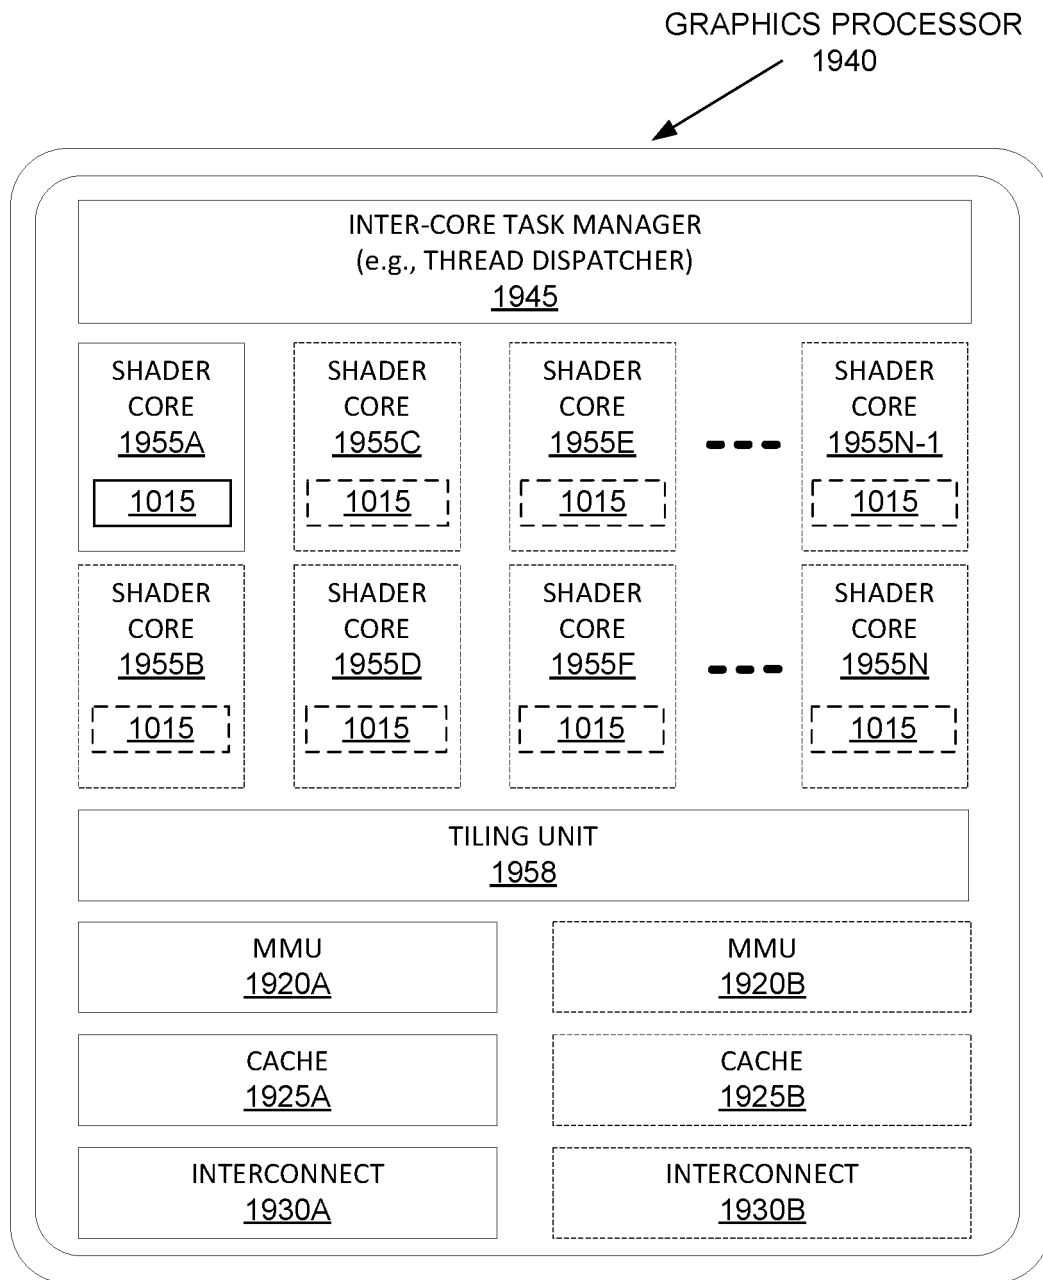 GRAPHICS PROCESSOR
1940
INTER-CORE TASK MANAGER
(e.g., THREAD DISPATCHER)
1945
SHADER
CORE
1955A
1015
SHADER
CORE
1955C
1015
SHADER
CORE
1955E
1015
SHADER
CORE
1955N-1
1015
SHADER
CORE
1955B
1015
SHADER
CORE
1955D
1015
SHADER
CORE
1955F
1015
SHADER
CORE
1955N
1015
TILING UNIT
1958
MMU
1920A
MMU
1920B
CACHE
1925A
CACHE
1925B
INTERCONNECT
1930A
INTERCONNECT
1930B